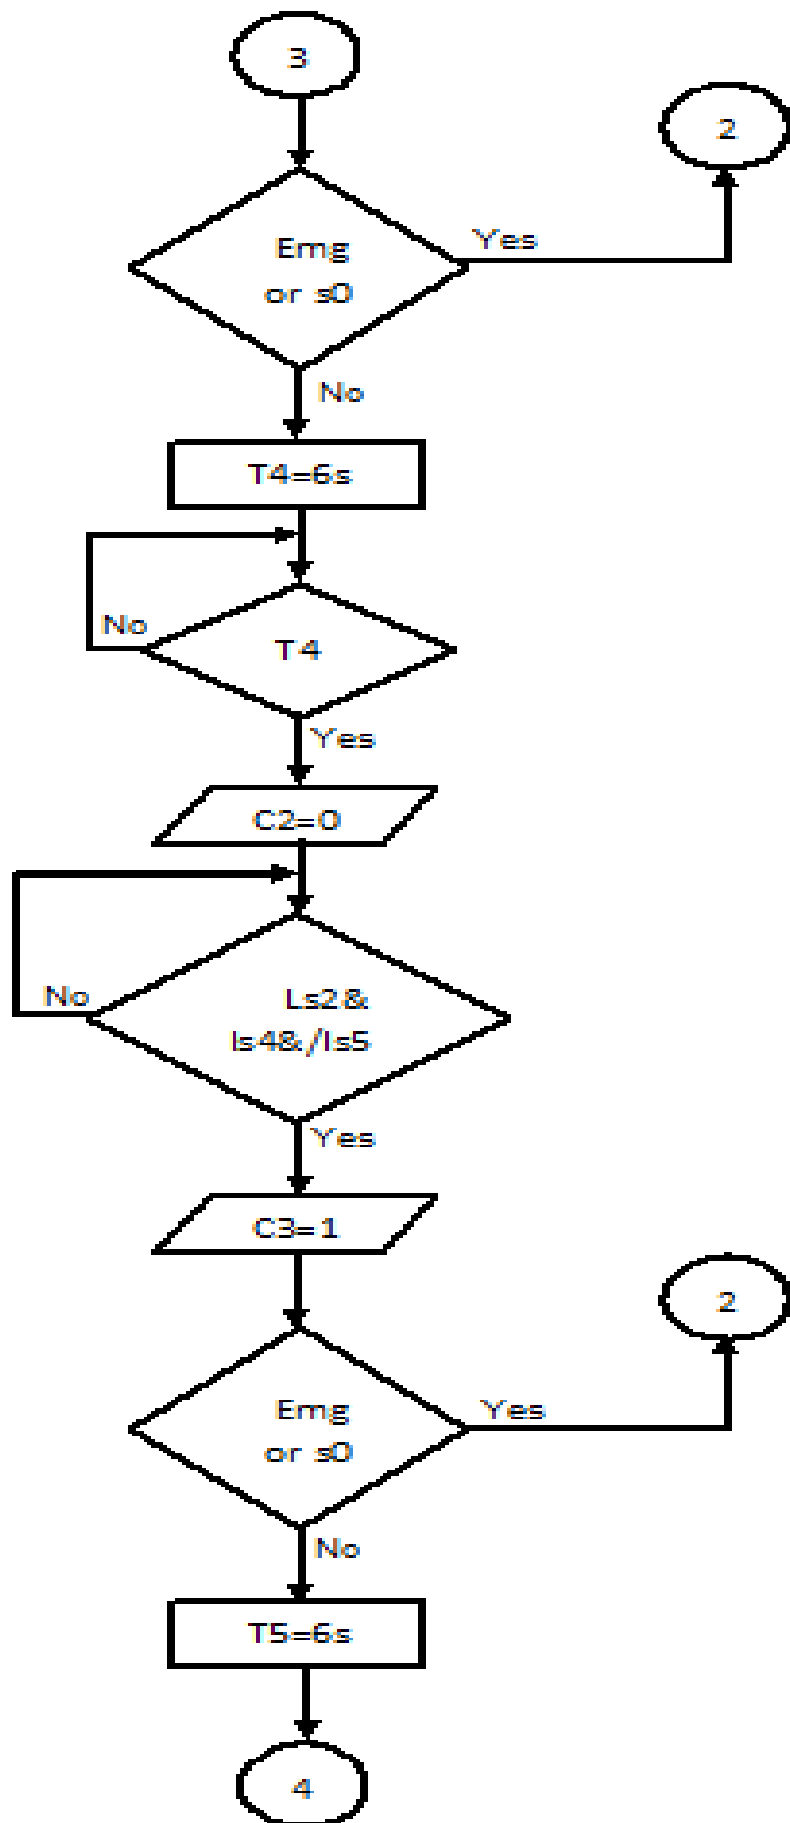 3
2
Emg
or s0
Yes
No
T4=6s
No
T4
Yes
C2=0
No
Ls2&
ls4&/ls5
Yes
C3=1
2
Emg
or s0
Yes
No
T5=6s
4